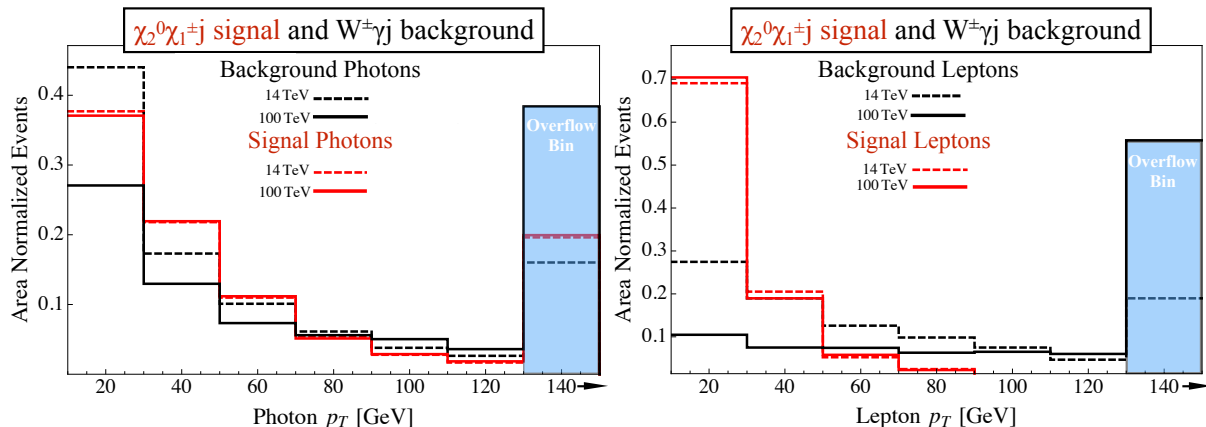 χ₂⁰χ₁±j signal and W±γj background
Background Photons
14 TeV
100 TeV
Signal Photons
14 TeV
100 TeV
Overflow
Bin
Area Normalized Events
0.4
0.3
0.2
0.1
20 40 60 80 100 120 140
Photon p_T [GeV]
χ₂⁰χ₁±j signal and W±γj background
Background Leptons
14 TeV
100 TeV
Signal Leptons
14 TeV
100 TeV
Overflow
Bin
Area Normalized Events
0.7
0.6
0.5
0.4
0.3
0.2
0.1
20 40 60 80 100 120 140
Lepton p_T [GeV]